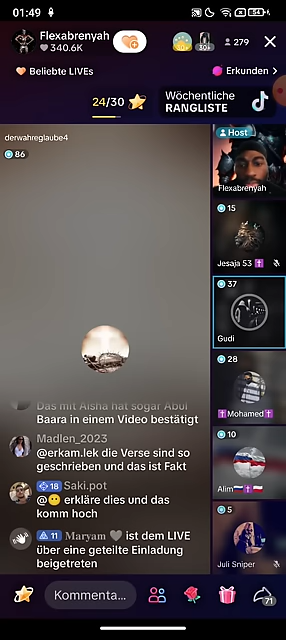 01:49
54
Flexabrenyah
340.6K
30+
279
Beliebte LIVEs
Erkunden >
24/30
Wöchentliche
RANGLISTE
derwahreglaube4
86
Host
Flexabrenyah
15
Jesaja 53
37
Gudi
28
Mohamed
10
Alim
5
Juli Sniper
Das mit Aisha hat sogar Abul
Baara in einem Video bestätigt
Madlen_2023
@erkam.lek die Verse sind so
geschrieben und das ist Fakt
18 Saki.pot
@😶 erkläre dies und das
komm hoch
11 Maryam 🩶 ist dem LIVE
über eine geteilte Einladung
beigetreten
Kommenta...
71